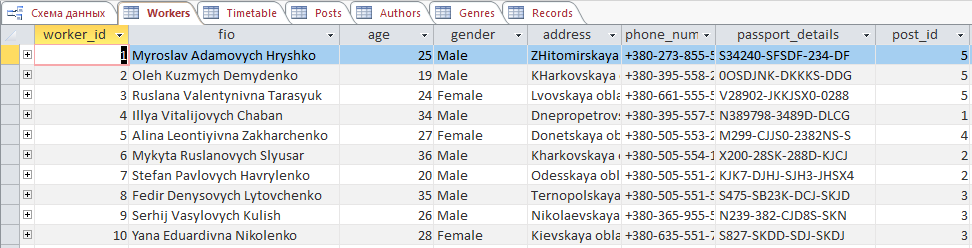 Схема данных Workers Timetable Posts Authors Genres Records
worker_id fio age gender address phone_num passport_details post_id
1 Myroslav Adamovych Hryshko 25 Male ZHitomirskaya +380-273-855-5 S34240-SFSDF-234-DF 5
2 Oleh Kuzmych Demydenko 19 Male KHarkovskaya +380-395-558-2 0OSDJNK-DKKKS-DDG 5
3 Ruslana Valentynivna Tarasyuk 24 Female Lvovskaya obla +380-661-555-5 V28902-JKKJSX0-0288 5
4 Illya Vitalijovych Chaban 34 Male Dnepropetrovs +380-395-557-5 N389798-3489D-DLCG 1
5 Alina Leontiyivna Zakharchenko 27 Female Donetskaya obl +380-503-553-2 M299-CJJS0-2382NS-S 4
6 Mykyta Ruslanovych Slyusar 36 Male Kharkovskaya o +380-505-554-1 X200-28SK-288D-KJCJ 2
7 Stefan Pavlovych Havrylenko 20 Male Odesskaya obla +380-505-551-2 KJK7-DJHJ-SJH3-JHSX4 2
8 Fedir Denysovych Lytovchenko 35 Male Ternopolskaya +380-505-551-5 S475-SB23K-DCJ-SKJD 3
9 Serhij Vasylovych Kulish 26 Male Nikolaevskaya +380-365-955-5 N239-382-CJD8S-SKN 3
10 Yana Eduardivna Nikolenko 28 Female Kievskaya obla +380-635-551-7 S827-SKDD-SDJ-SKDJ 3